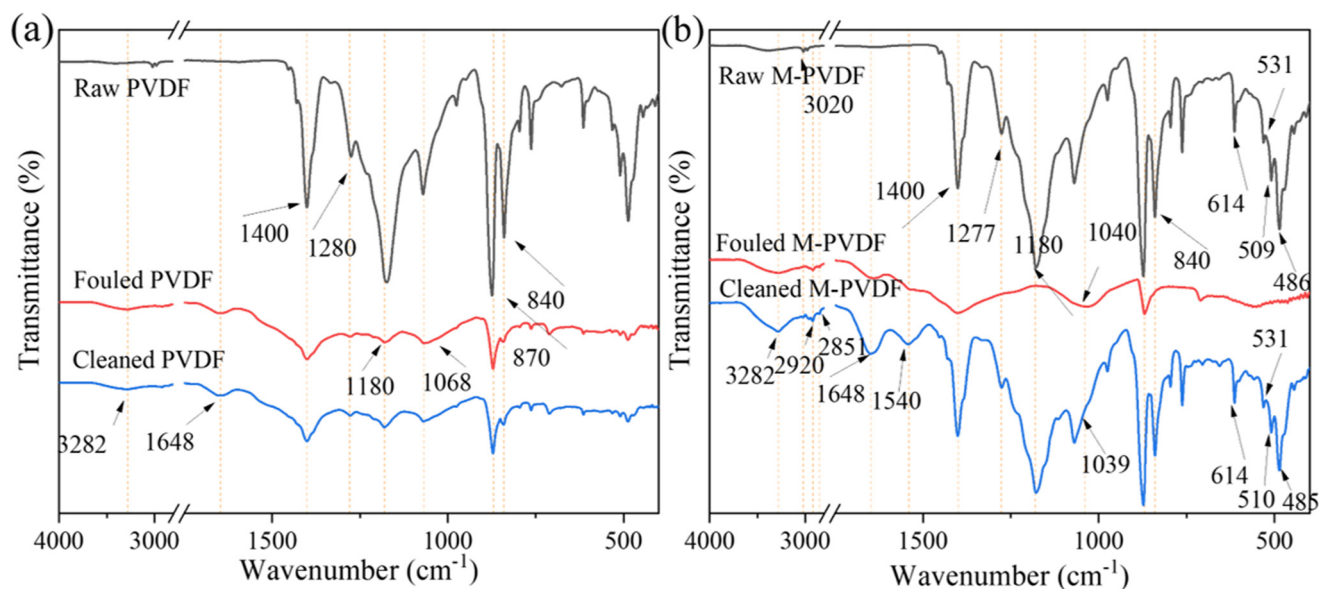 (a)
Transmittance (%)
Raw PVDF
1400
1280
840
870
Fouled PVDF
1180
1068
Cleaned PVDF
3282
1648
4000 3000 1500 1000 500
Wavenumber (cm⁻¹)
(b)
Transmittance (%)
Raw M-PVDF
3020
531
1400
1277
1180
1040
840
614
509
486
Fouled M-PVDF
Cleaned M-PVDF
3282
2920
2851
1648
1540
1039
531
614
510
485
4000 3000 1500 1000 500
Wavenumber (cm⁻¹)